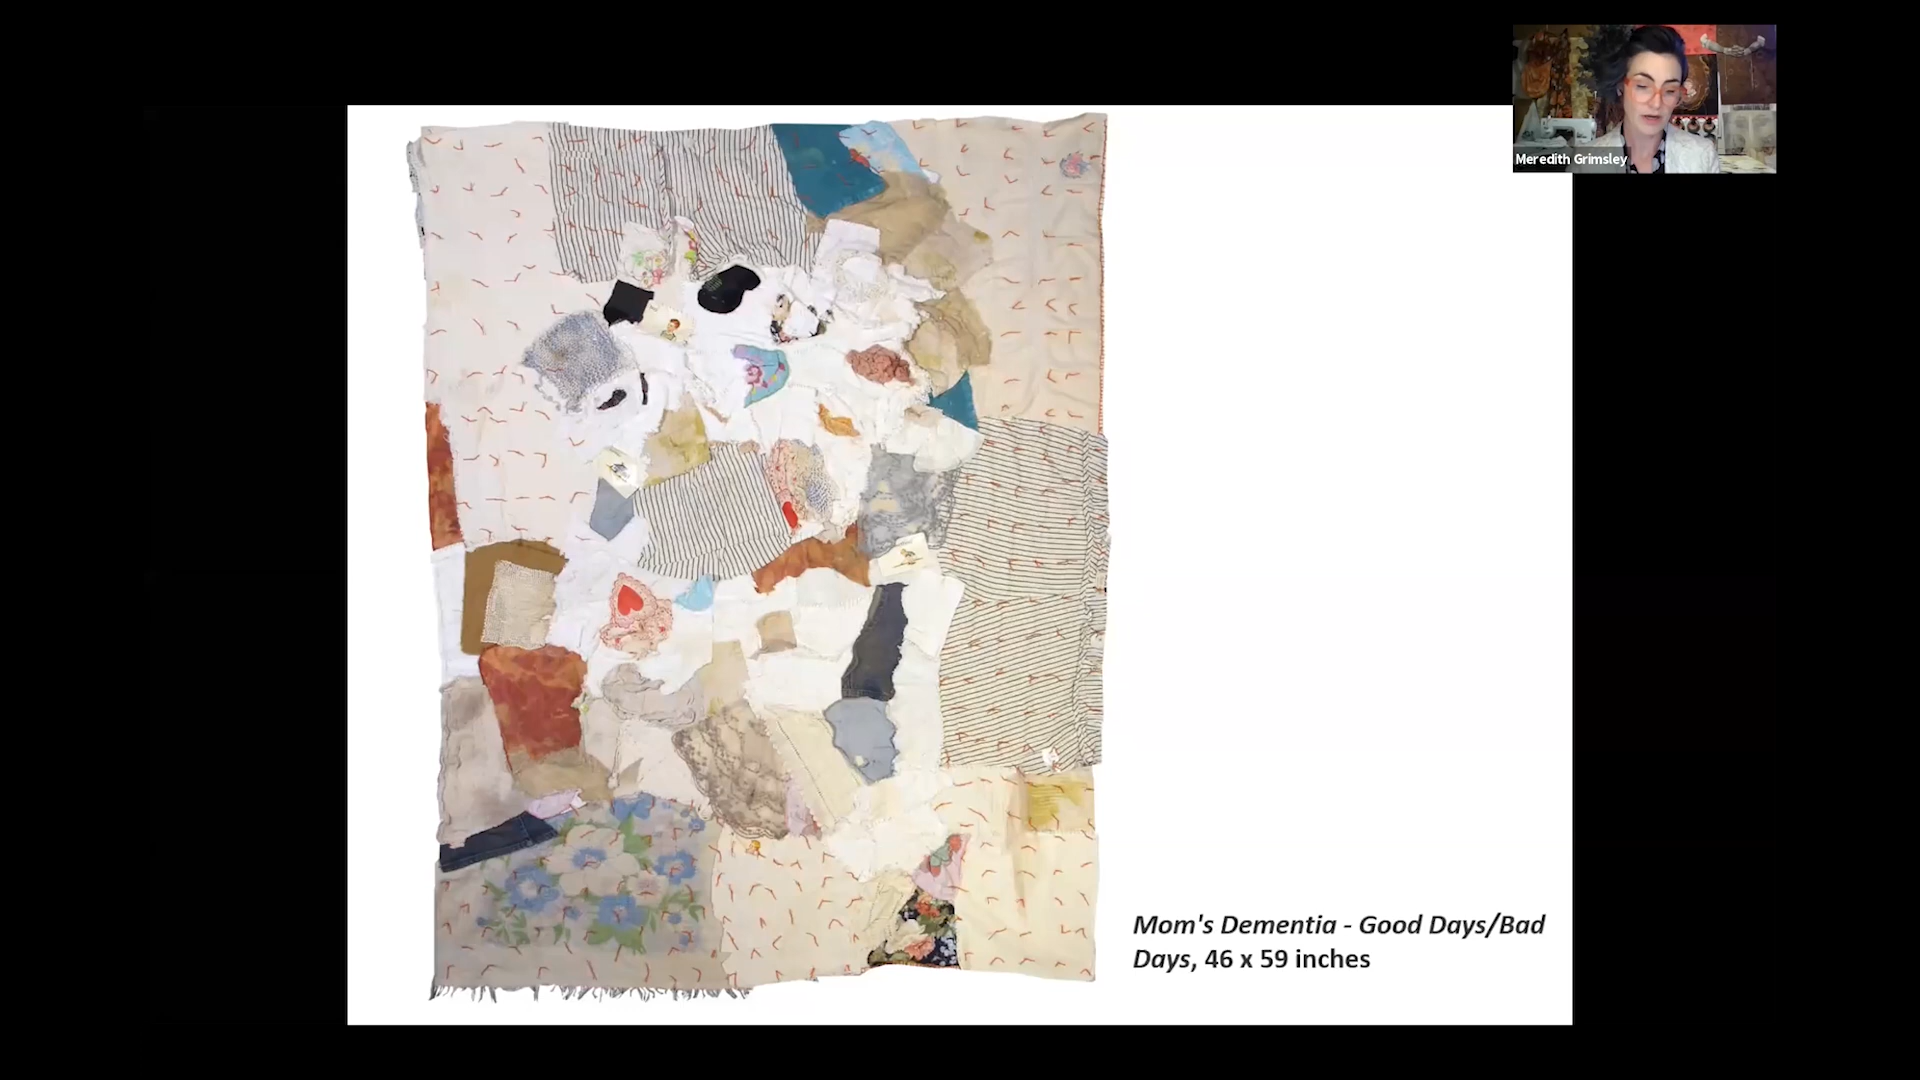 Meredith Grimsley
Mom's Dementia - Good Days/Bad
Days, 46 x 59 inches